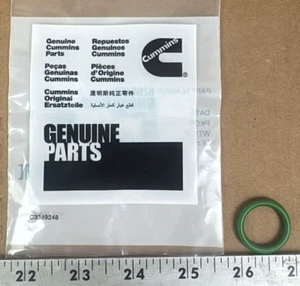 Genuine
Cummins
Parts
Repuestos
Genuinos
Cummins
Cummins
®
Peças
Genuinas
Cummins
Pièces
d'Origine
Cummins
Cummins
Original
Ersatzteile
康明斯纯正零件
قطع غيار كمنز الأصلية
GENUINE
PARTS
22
23
24
25
26